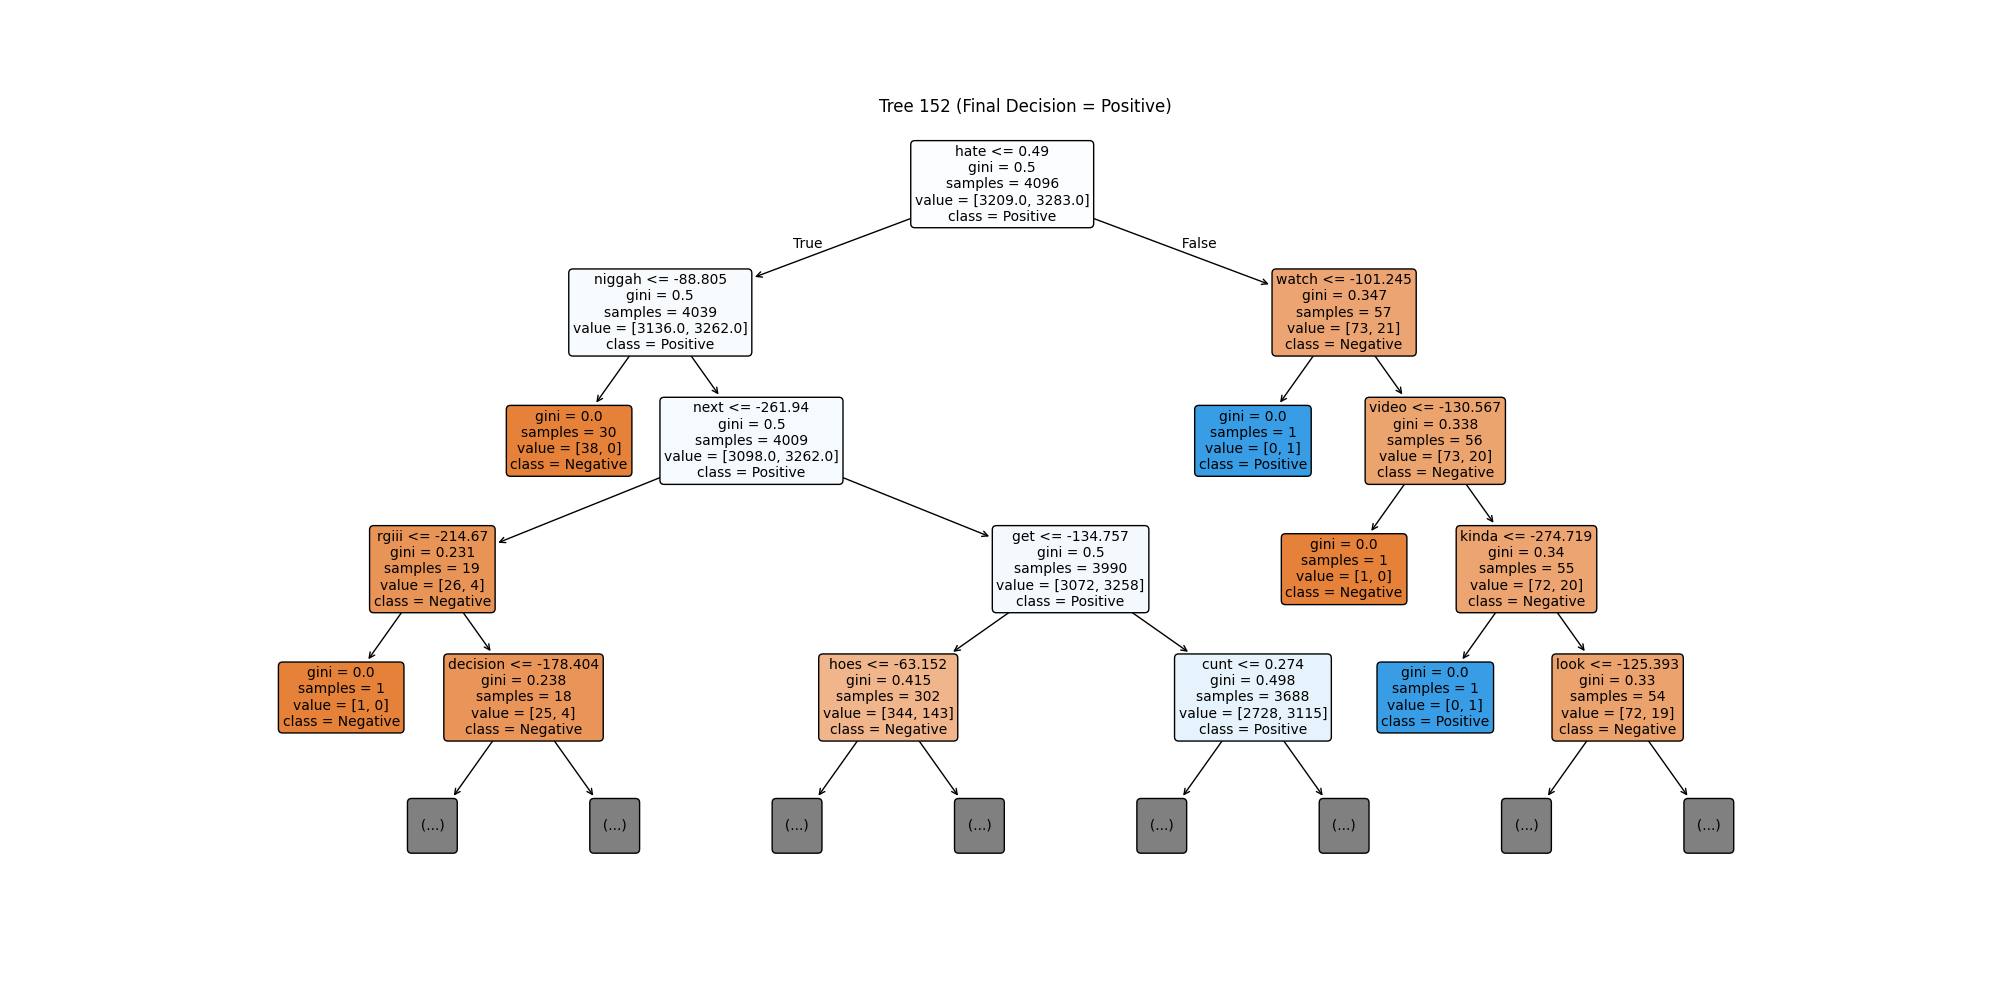 Tree 152 (Final Decision = Positive)
hate <= 0.49
gini = 0.5
samples = 4096
value = [3209.0, 3283.0]
class = Positive
True
False
niggah <= -88.805
gini = 0.5
samples = 4039
value = [3136.0, 3262.0]
class = Positive
watch <= -101.245
gini = 0.347
samples = 57
value = [73, 21]
class = Negative
gini = 0.0
samples = 30
value = [38, 0]
class = Negative
next <= -261.94
gini = 0.5
samples = 4009
value = [3098.0, 3262.0]
class = Positive
gini = 0.0
samples = 1
value = [0, 1]
class = Positive
video <= -130.567
gini = 0.338
samples = 56
value = [73, 20]
class = Negative
rgiii <= -214.67
gini = 0.231
samples = 19
value = [26, 4]
class = Negative
get <= -134.757
gini = 0.5
samples = 3990
value = [3072, 3258]
class = Positive
gini = 0.0
samples = 1
value = [1, 0]
class = Negative
kinda <= -274.719
gini = 0.34
samples = 55
value = [72, 20]
class = Negative
gini = 0.0
samples = 1
value = [1, 0]
class = Negative
decision <= -178.404
gini = 0.238
samples = 18
value = [25, 4]
class = Negative
hoes <= -63.152
gini = 0.415
samples = 302
value = [344, 143]
class = Negative
cunt <= 0.274
gini = 0.498
samples = 3688
value = [2728, 3115]
class = Positive
gini = 0.0
samples = 1
value = [0, 1]
class = Positive
look <= -125.393
gini = 0.33
samples = 54
value = [72, 19]
class = Negative
(...)
(...)
(...)
(...)
(...)
(...)
(...)
(...)